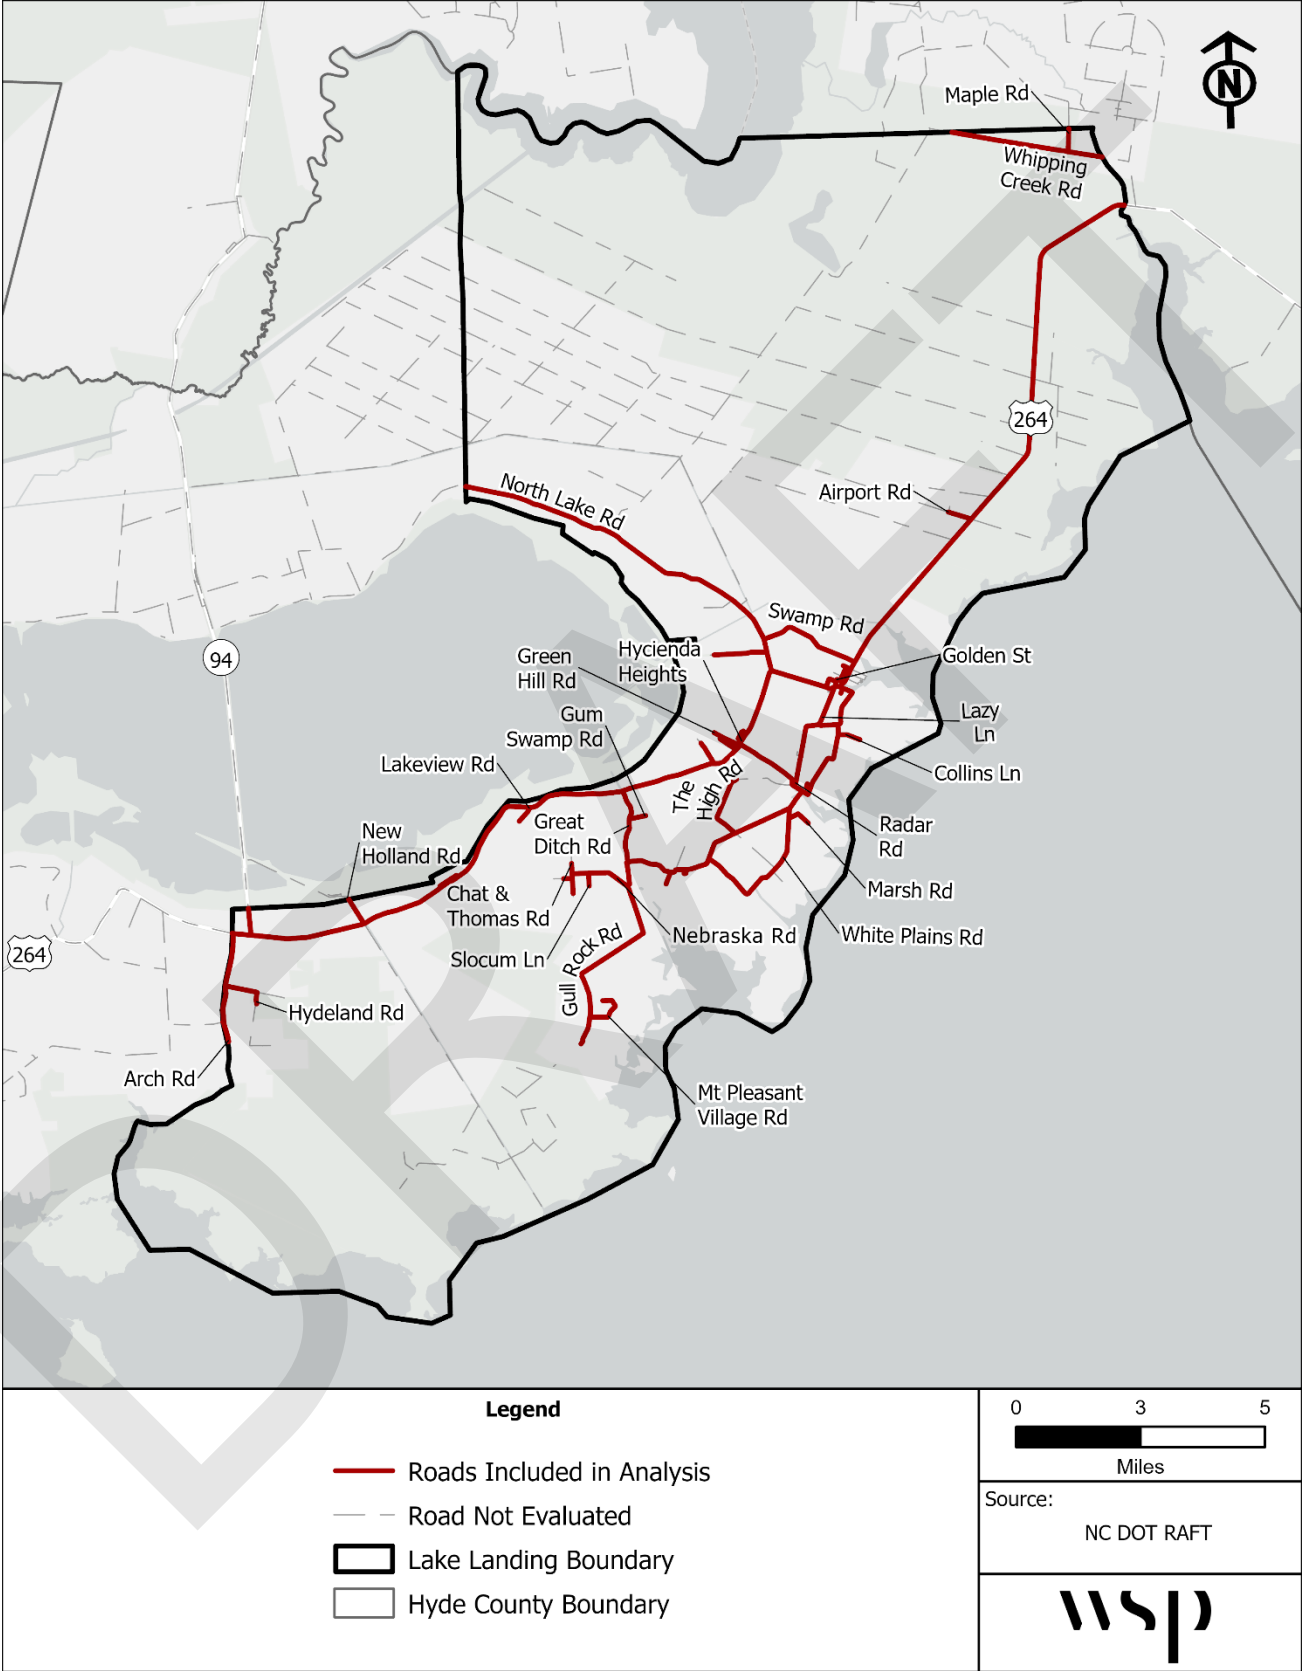 N
Maple Rd
Whipping
Creek Rd
264
Airport Rd
North Lake Rd
Swamp Rd
Hycienda
Heights
Green
Hill Rd
Golden St
94
Gum
Swamp Rd
Lazy
Ln
Lakeview Rd
Collins Ln
The
High Rd
New
Holland Rd
Great
Ditch Rd
Radar
Rd
Chat &
Thomas Rd
Marsh Rd
Nebraska Rd
White Plains Rd
264
Slocum Ln
Gull Rock Rd
Hydeland Rd
Arch Rd
Mt Pleasant
Village Rd
DRAFT
Legend
Roads Included in Analysis
Road Not Evaluated
Lake Landing Boundary
Hyde County Boundary
0 3 5
Miles
Source:
NC DOT RAFT
wsp